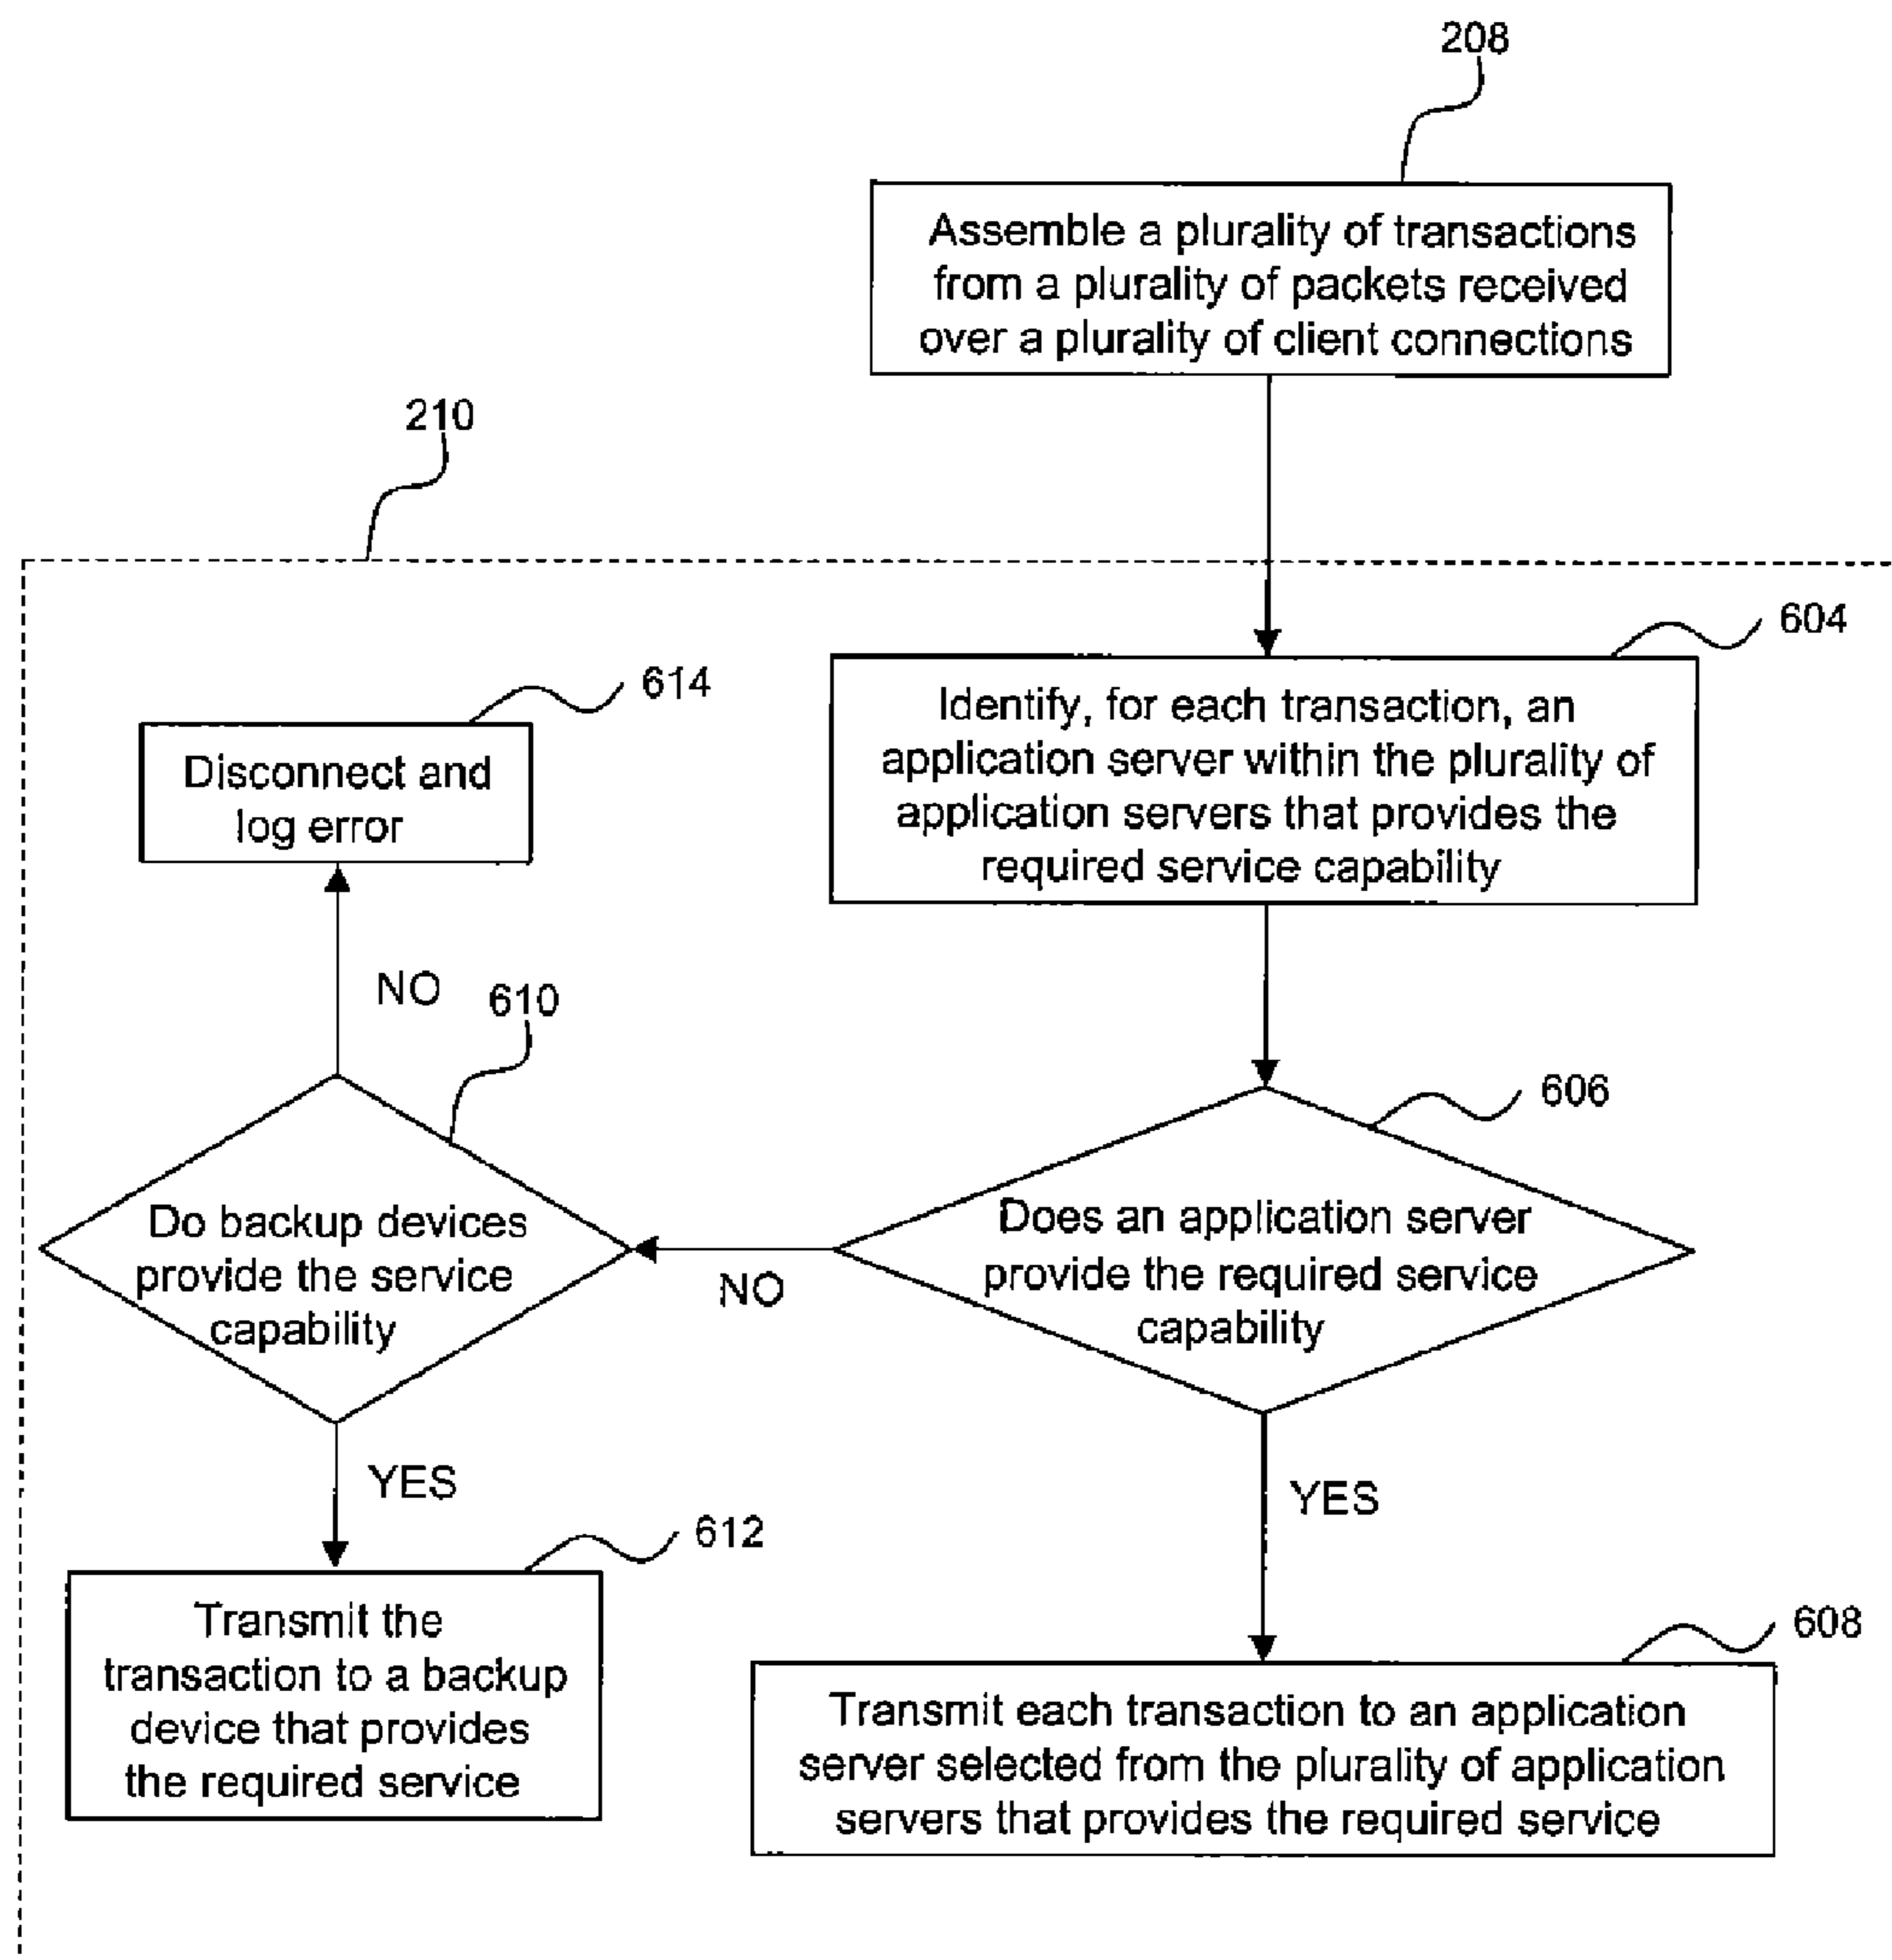 208
Assemble a plurality of transactions
from a plurality of packets received
over a plurality of client connections
210
604
Identify, for each transaction, an
application server within the plurality of
application servers that provides the
required service capability
614
Disconnect and
log error
NO
610
606
Do backup devices
provide the service
capability
NO
Does an application server
provide the required service
capability
YES
YES
612
Transmit the
transaction to a backup
device that provides
the required service
608
Transmit each transaction to an application
server selected from the plurality of application
servers that provides the required service